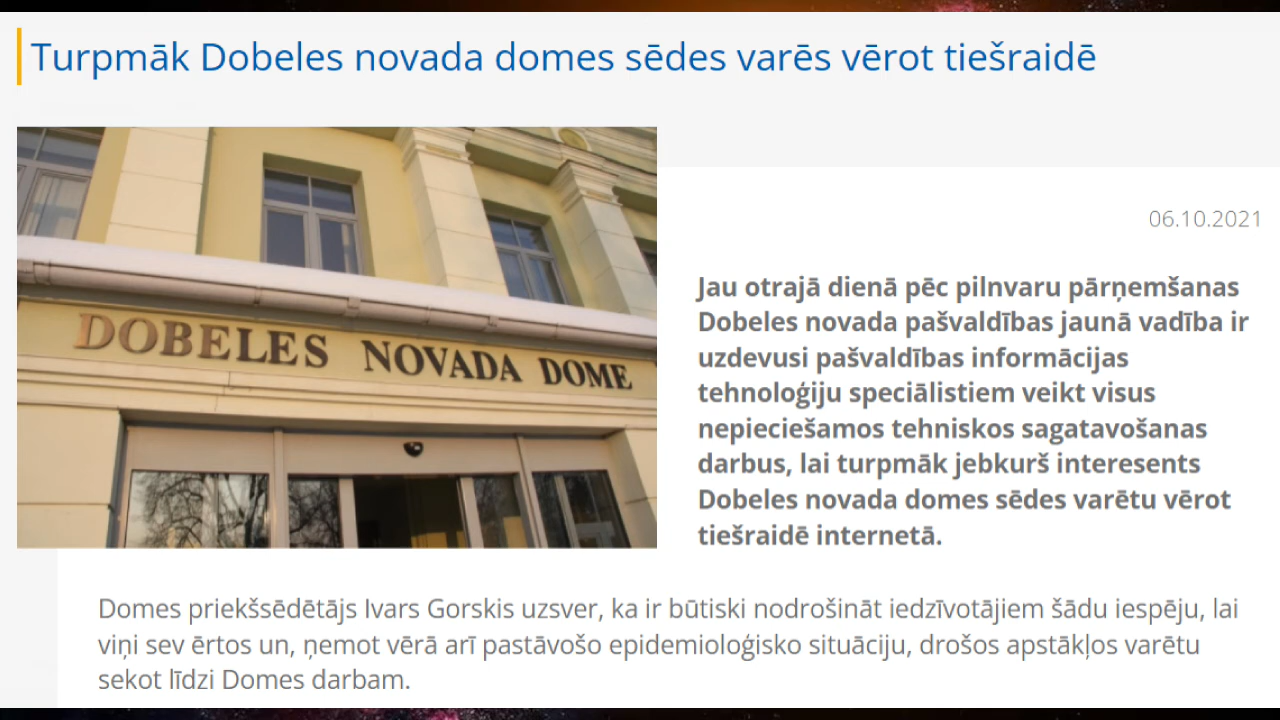 Turpmāk Dobeles novada domes sēdes varēs vērot tiešraidē
DOBELES NOVADA DOME
06.10.2021
Jau otrajā dienā pēc pilnvaru pārņemšanas
Dobeles novada pašvaldības jaunā vadība ir
uzdevusi pašvaldības informācijas
tehnoloģiju speciālistiem veikt visus
nepieciešamos tehniskos sagatavošanas
darbus, lai turpmāk jebkurš interesents
Dobeles novada domes sēdes varētu vērot
tiešraidē internetā.
Domes priekšsēdētājs Ivars Gorskis uzsver, ka ir būtiski nodrošināt iedzīvotājiem šādu iespēju, lai
viņi sev ērtos un, ņemot vērā arī pastāvošo epidemioloģisko situāciju, drošos apstākļos varētu
sekot līdzi Domes darbam.